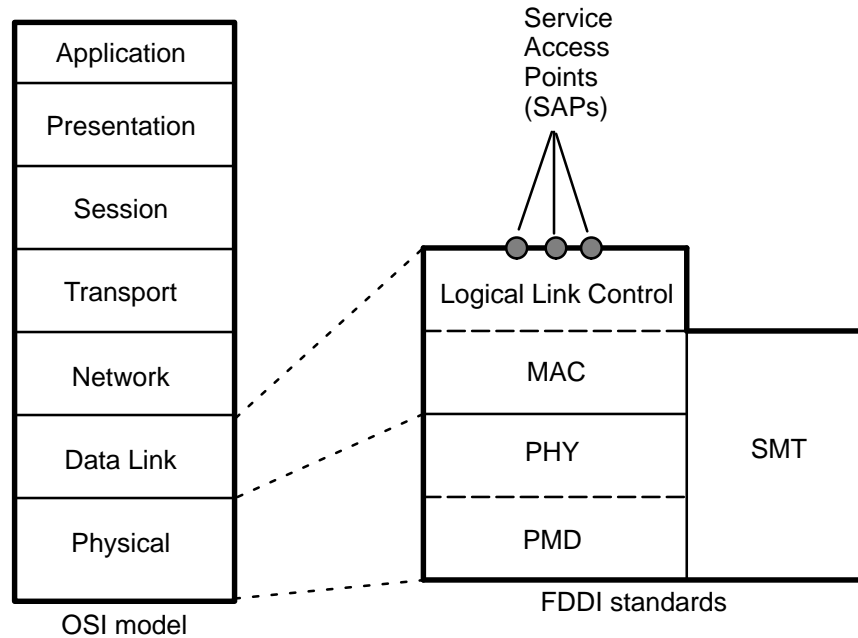 Application
Presentation
Session
Transport
Network
Data Link
Physical
OSI model
Service
Access
Points
(SAPs)
Logical Link Control
MAC
PHY
PMD
SMT
FDDI standards